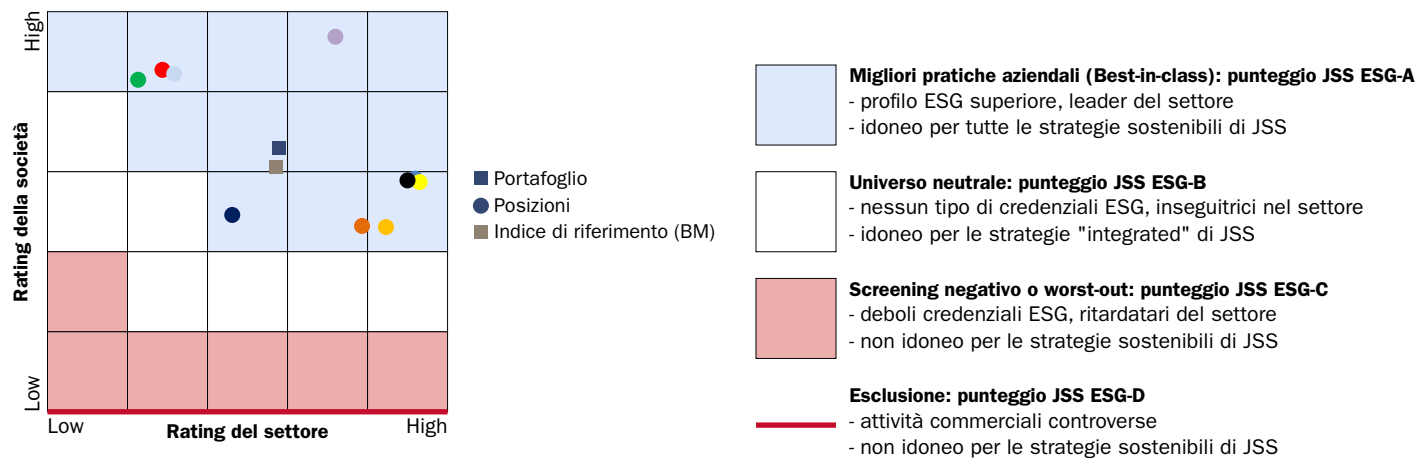 High
Rating della società
Low
Low
Rating del settore
High
Portafoglio
Posizioni
Indice di riferimento (BM)
Migliori pratiche aziendali (Best-in-class): punteggio JSS ESG-A
- profilo ESG superiore, leader del settore
- idoneo per tutte le strategie sostenibili di JSS
Universo neutrale: punteggio JSS ESG-B
- nessun tipo di credenziali ESG, inseguitrici nel settore
- idoneo per le strategie "integrated" di JSS
Screening negativo o worst-out: punteggio JSS ESG-C
- deboli credenziali ESG, ritardatari del settore
- non idoneo per le strategie sostenibili di JSS
Esclusione: punteggio JSS ESG-D
- attività commerciali controverse
- non idoneo per le strategie sostenibili di JSS